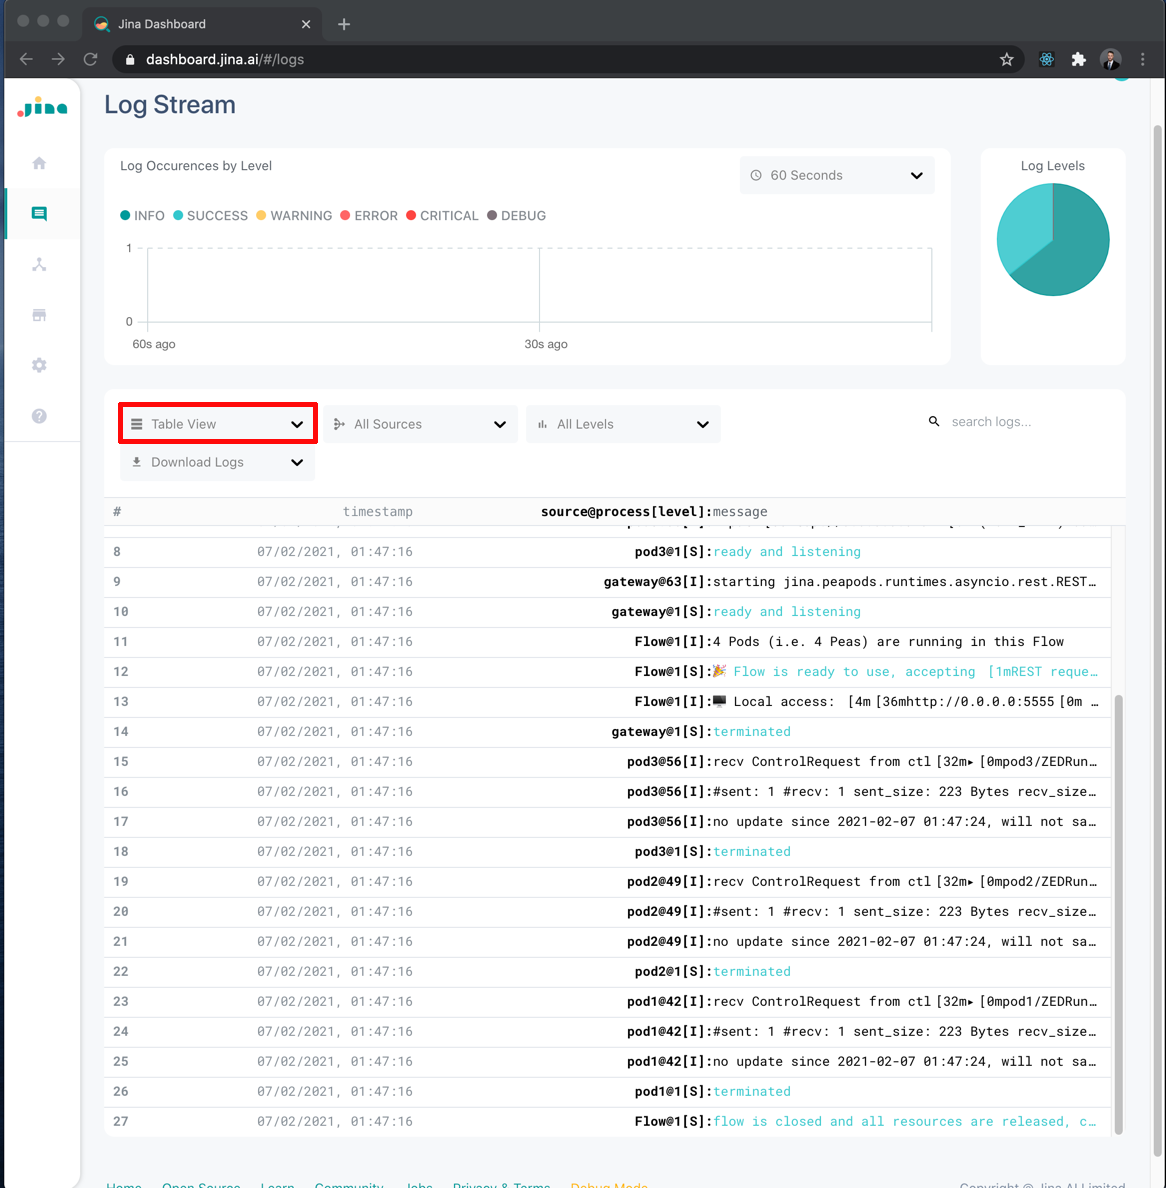 Jina Dashboard
dashboard.jina.ai/#/logs
Jina
Log Stream
Log Occurences by Level
60 Seconds
INFO SUCCESS WARNING ERROR CRITICAL DEBUG
1
0
60s ago 30s ago
Log Levels
Table View All Sources All Levels search logs...
Download Logs
# timestamp source@process[level]:message
8 07/02/2021, 01:47:16 pod3@1[S]:ready and listening
9 07/02/2021, 01:47:16 gateway@63[I]:starting jina.peapods.runtimes.asyncio.rest.REST…
10 07/02/2021, 01:47:16 gateway@1[S]:ready and listening
11 07/02/2021, 01:47:16 Flow@1[I]:4 Pods (i.e. 4 Peas) are running in this Flow
12 07/02/2021, 01:47:16 Flow@1[S]:🎉 Flow is ready to use, accepting [1mREST reque…
13 07/02/2021, 01:47:16 Flow@1[I]:🖥️ Local access: [4m[36mhttp://0.0.0.0:5555[0m …
14 07/02/2021, 01:47:16 gateway@1[S]:terminated
15 07/02/2021, 01:47:16 pod3@56[I]:recv ControlRequest from ctl[32m▸[0mpod3/ZEDRun…
16 07/02/2021, 01:47:16 pod3@56[I]:#sent: 1 #recv: 1 sent_size: 223 Bytes recv_size…
17 07/02/2021, 01:47:16 pod3@56[I]:no update since 2021-02-07 01:47:24, will not sa…
18 07/02/2021, 01:47:16 pod3@1[S]:terminated
19 07/02/2021, 01:47:16 pod2@49[I]:recv ControlRequest from ctl[32m▸[0mpod2/ZEDRun…
20 07/02/2021, 01:47:16 pod2@49[I]:#sent: 1 #recv: 1 sent_size: 223 Bytes recv_size…
21 07/02/2021, 01:47:16 pod2@49[I]:no update since 2021-02-07 01:47:24, will not sa…
22 07/02/2021, 01:47:16 pod2@1[S]:terminated
23 07/02/2021, 01:47:16 pod1@42[I]:recv ControlRequest from ctl[32m▸[0mpod1/ZEDRun…
24 07/02/2021, 01:47:16 pod1@42[I]:#sent: 1 #recv: 1 sent_size: 223 Bytes recv_size…
25 07/02/2021, 01:47:16 pod1@42[I]:no update since 2021-02-07 01:47:24, will not sa…
26 07/02/2021, 01:47:16 pod1@1[S]:terminated
27 07/02/2021, 01:47:16 Flow@1[S]:flow is closed and all resources are released, c…
Home Open Source Learn Community Jobs Privacy & Terms Debug Mode Copyright © Jina AI Limited